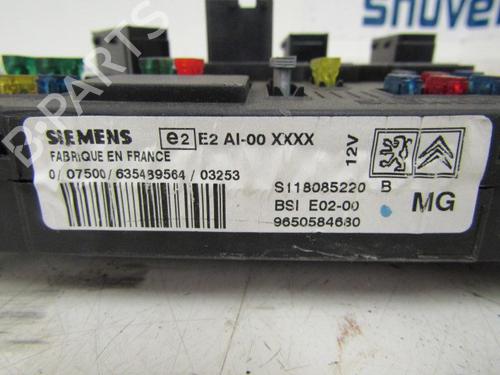 SIEMENS e2 E2 AI-00 XXXX 12V
FABRIQUE EN FRANCE
0/ 07500/ 635489564 / 03253
S118085220 B
BSI E02-00 MG
9650584680
B-Parts